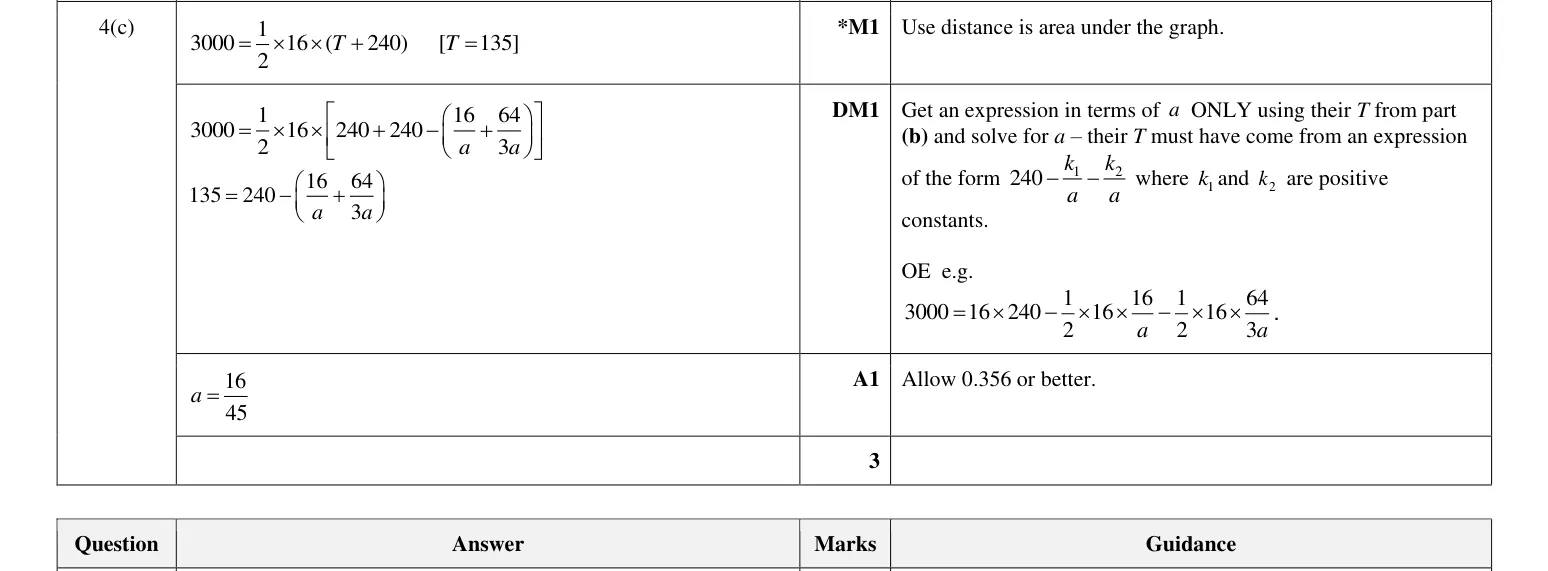 4(c)
3000 = 1/2 × 16 × (T + 240) [T = 135]
*M1
Use distance is area under the graph.
3000 = 1/2 × 16 × [240 + 240 − (16/a + 64/3a)]
135 = 240 − (16/a + 64/3a)
DM1
Get an expression in terms of a ONLY using their T from part
(b) and solve for a – their T must have come from an expression
of the form 240 − k₁/a − k₂/a where k₁ and k₂ are positive
constants.
OE e.g.
3000 = 16 × 240 − 1/2 × 16 × 16/a − 1/2 × 16 × 64/3a .
a = 16/45
A1
Allow 0.356 or better.
3
Question Answer Marks Guidance